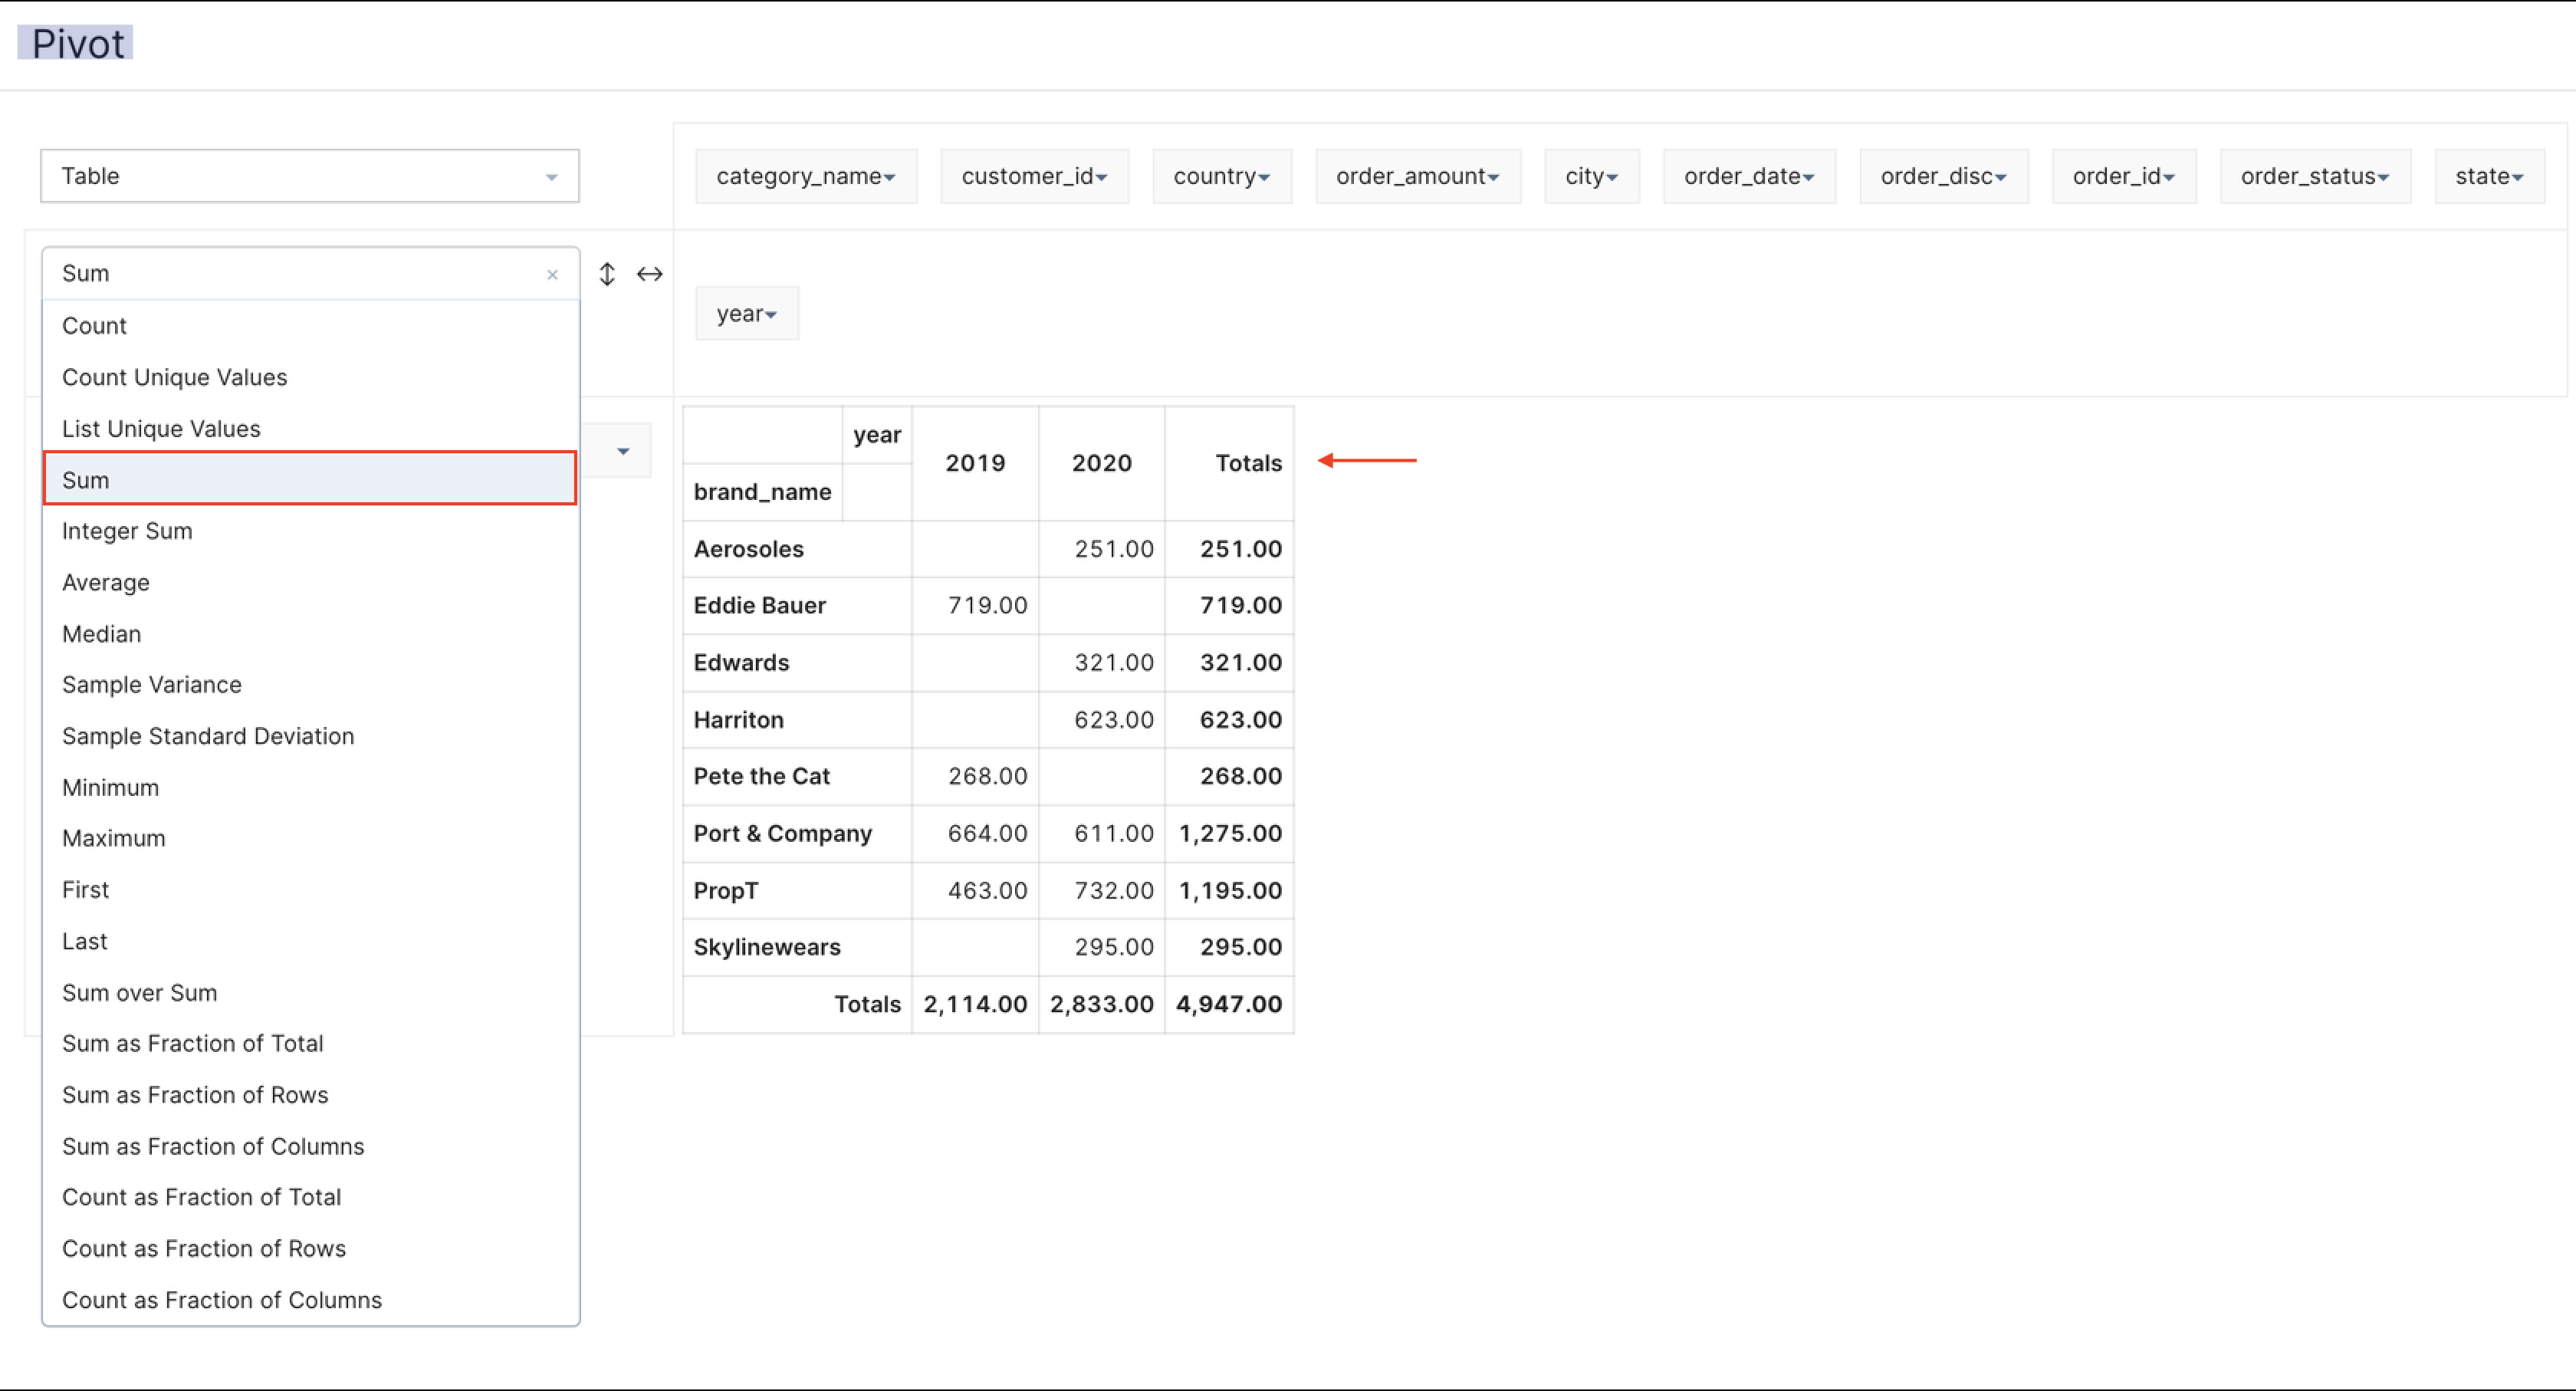 Pivot
Table
category_name customer_id country order_amount city order_date order_disc order_id order_status state
Sum ×
year
Count
Count Unique Values
List Unique Values
Sum
Integer Sum
Average
Median
Sample Variance
Sample Standard Deviation
Minimum
Maximum
First
Last
Sum over Sum
Sum as Fraction of Total
Sum as Fraction of Rows
Sum as Fraction of Columns
Count as Fraction of Total
Count as Fraction of Rows
Count as Fraction of Columns
year 2019 2020 Totals
brand_name
Aerosoles 251.00 251.00
Eddie Bauer 719.00 719.00
Edwards 321.00 321.00
Harriton 623.00 623.00
Pete the Cat 268.00 268.00
Port & Company 664.00 611.00 1,275.00
PropT 463.00 732.00 1,195.00
Skylinewears 295.00 295.00
Totals 2,114.00 2,833.00 4,947.00